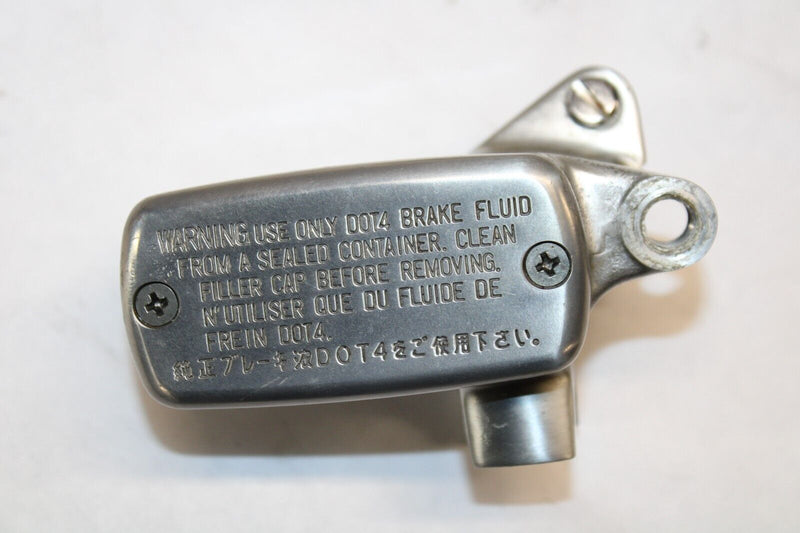 WARNING USE ONLY DOT4 BRAKE FLUID
FROM A SEALED CONTAINER. CLEAN
FILLER CAP BEFORE REMOVING.
N'UTILISER QUE DU FLUIDE DE
FREIN DOT4.
純正ブレーキ液DOT4をご使用下さい。